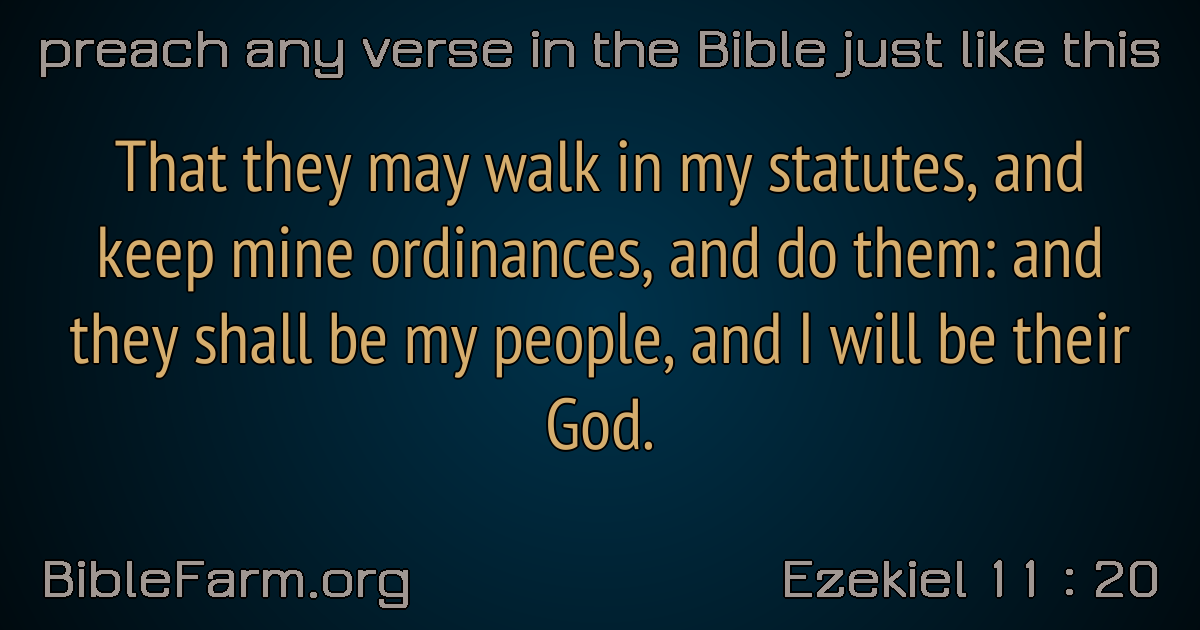 preach any verse in the Bible just like this
That they may walk in my statutes, and
keep mine ordinances, and do them: and
they shall be my people, and I will be their
God.
BibleFarm.org
Ezekiel 11 : 20